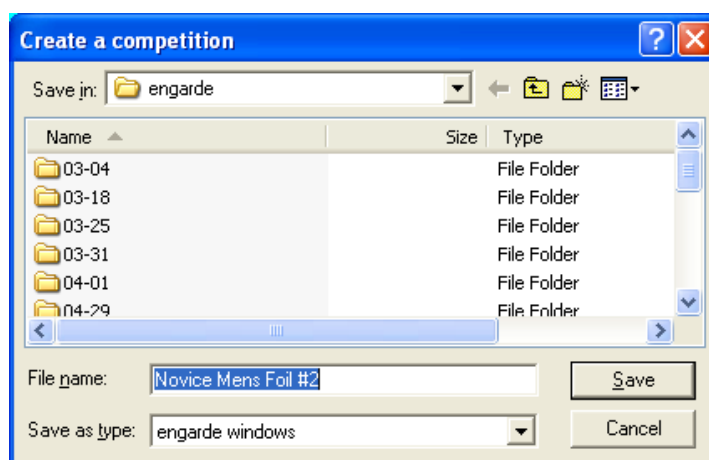 Create a competition
Save in: engarde
Name Size Type
03-04 File Folder
03-18 File Folder
03-25 File Folder
03-31 File Folder
04-01 File Folder
04-29 File Folder
File name: Novice Mens Foil #2 Save
Save as type: engarde windows Cancel